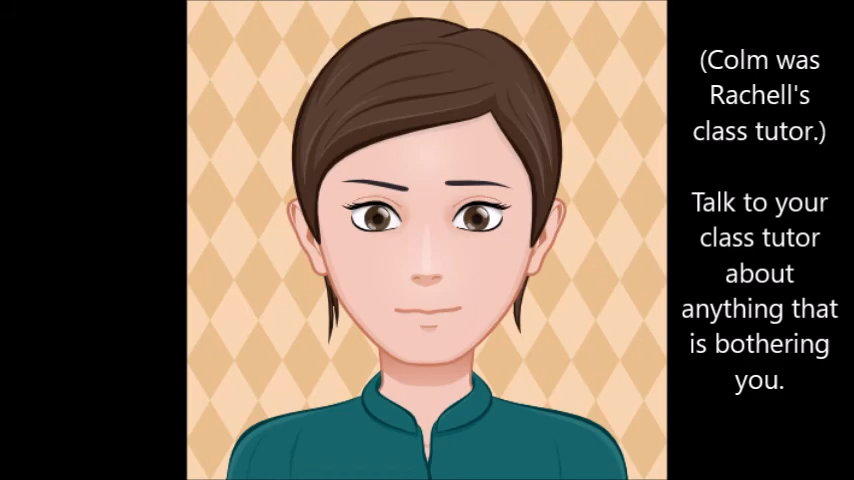 (Colm was
Rachell's
class tutor.)
Talk to your
class tutor
about
anything that
is bothering
you.